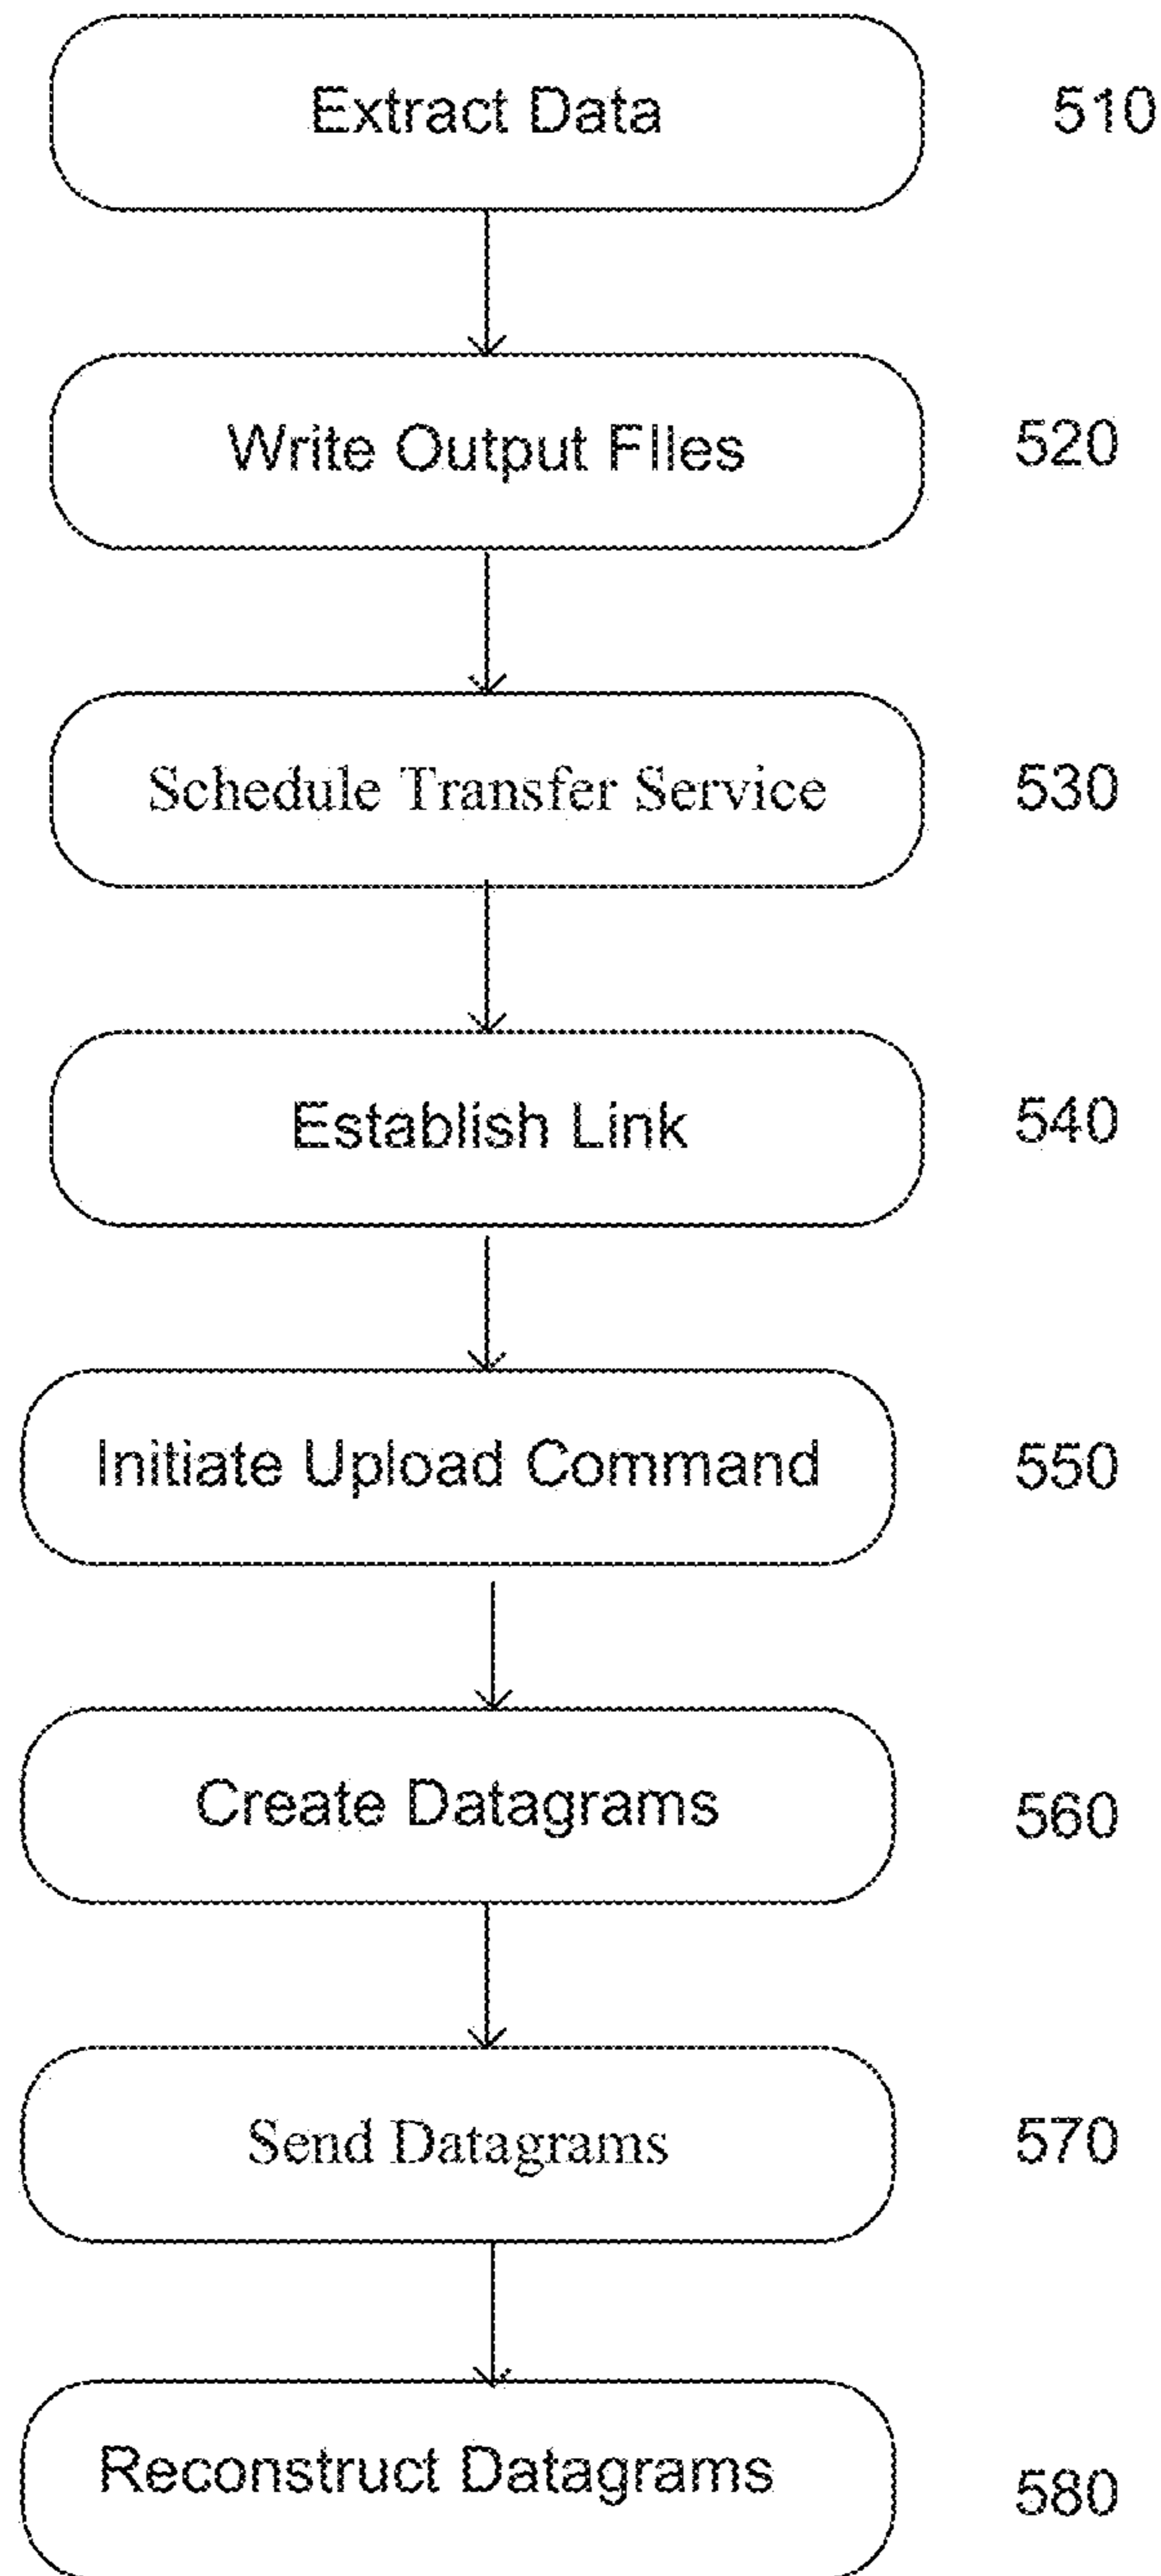 Extract Data 510
Write Output FIles 520
Schedule Transfer Service 530
Establish Link 540
Initiate Upload Command 550
Create Datagrams 560
Send Datagrams 570
Reconstruct Datagrams 580